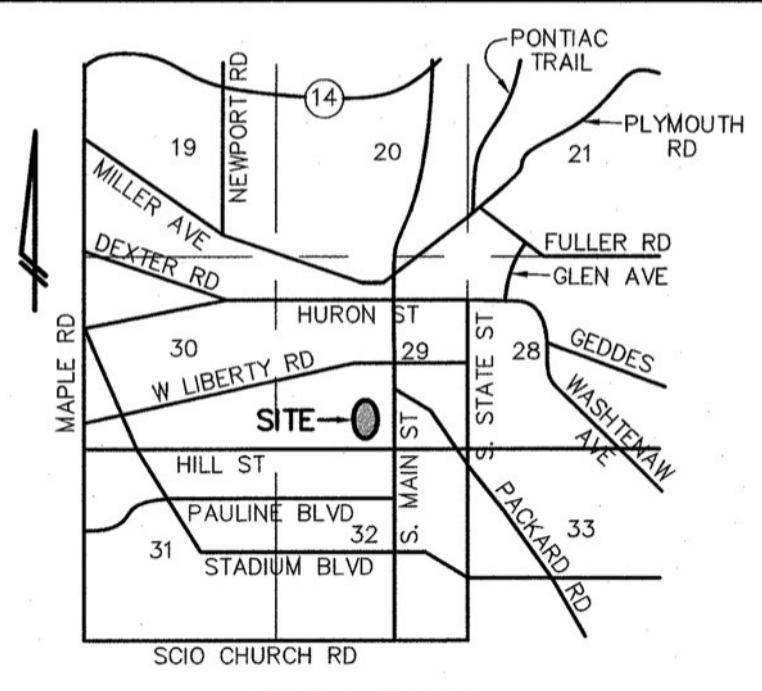 PONTIAC
TRAIL
NEWPORT RD
14
19
20
PLYMOUTH
RD
21
MILLER AVE
DEXTER RD
FULLER RD
GLEN AVE
HURON ST
MAPLE RD
30
29
S. STATE ST
28
GEDDES
W LIBERTY RD
WASHTENAW
AVE
SITE
HILL ST
S. MAIN ST
PAULINE BLVD
PACKARD RD
31
32
33
STADIUM BLVD
SCIO CHURCH RD